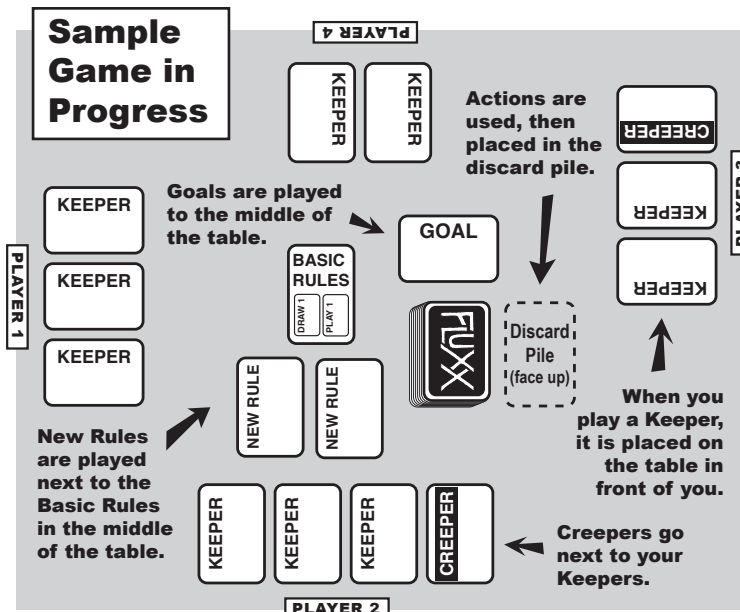 Sample
Game in
Progress
PLAYER 4
KEEPER
KEEPER
Actions are
used, then
placed in the
discard pile.
CREEPER
KEEPER
KEEPER
PLAYER 3
Goals are played
to the middle of
the table.
GOAL
KEEPER
KEEPER
KEEPER
PLAYER 1
BASIC
RULES
DRAW 1
PLAY 1
FLUXX
Discard
Pile
(face up)
NEW RULE
NEW RULE
When you
play a Keeper,
it is placed on
the table in
front of you.
New Rules
are played
next to the
Basic Rules
in the middle
of the table.
KEEPER
KEEPER
KEEPER
CREEPER
Creepers go
next to your
Keepers.
PLAYER 2